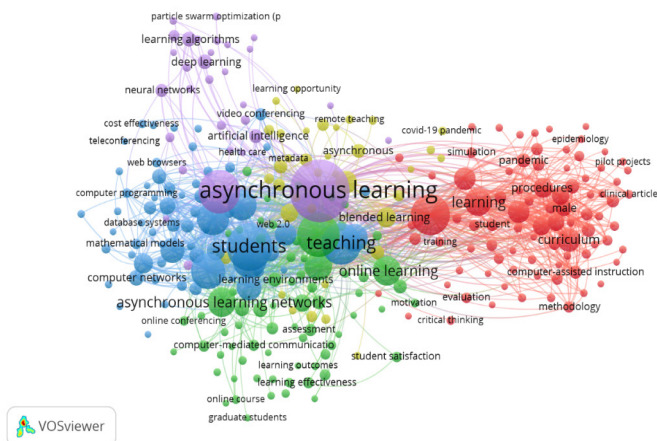 particle swarm optimization (p
learning algorithms
deep learning
neural networks
learning opportunity
cost effectiveness
video conferencing
remote teaching
teleconferencing
artificial intelligence
covid-19 pandemic
epidemiology
health care
asynchronous
simulation
pandemic
web browsers
metadata
pilot projects
computer programming
asynchronous learning
learning
procedures
clinical article
database systems
web 2.0
blended learning
student
male
mathematical models
students
teaching
training
curriculum
computer networks
learning environments
online learning
computer-assisted instruction
asynchronous learning networks
motivation
evaluation
methodology
online conferencing
assessment
critical thinking
computer-mediated communicatio
student satisfaction
learning outcomes
learning effectiveness
online course
graduate students
VOSviewer